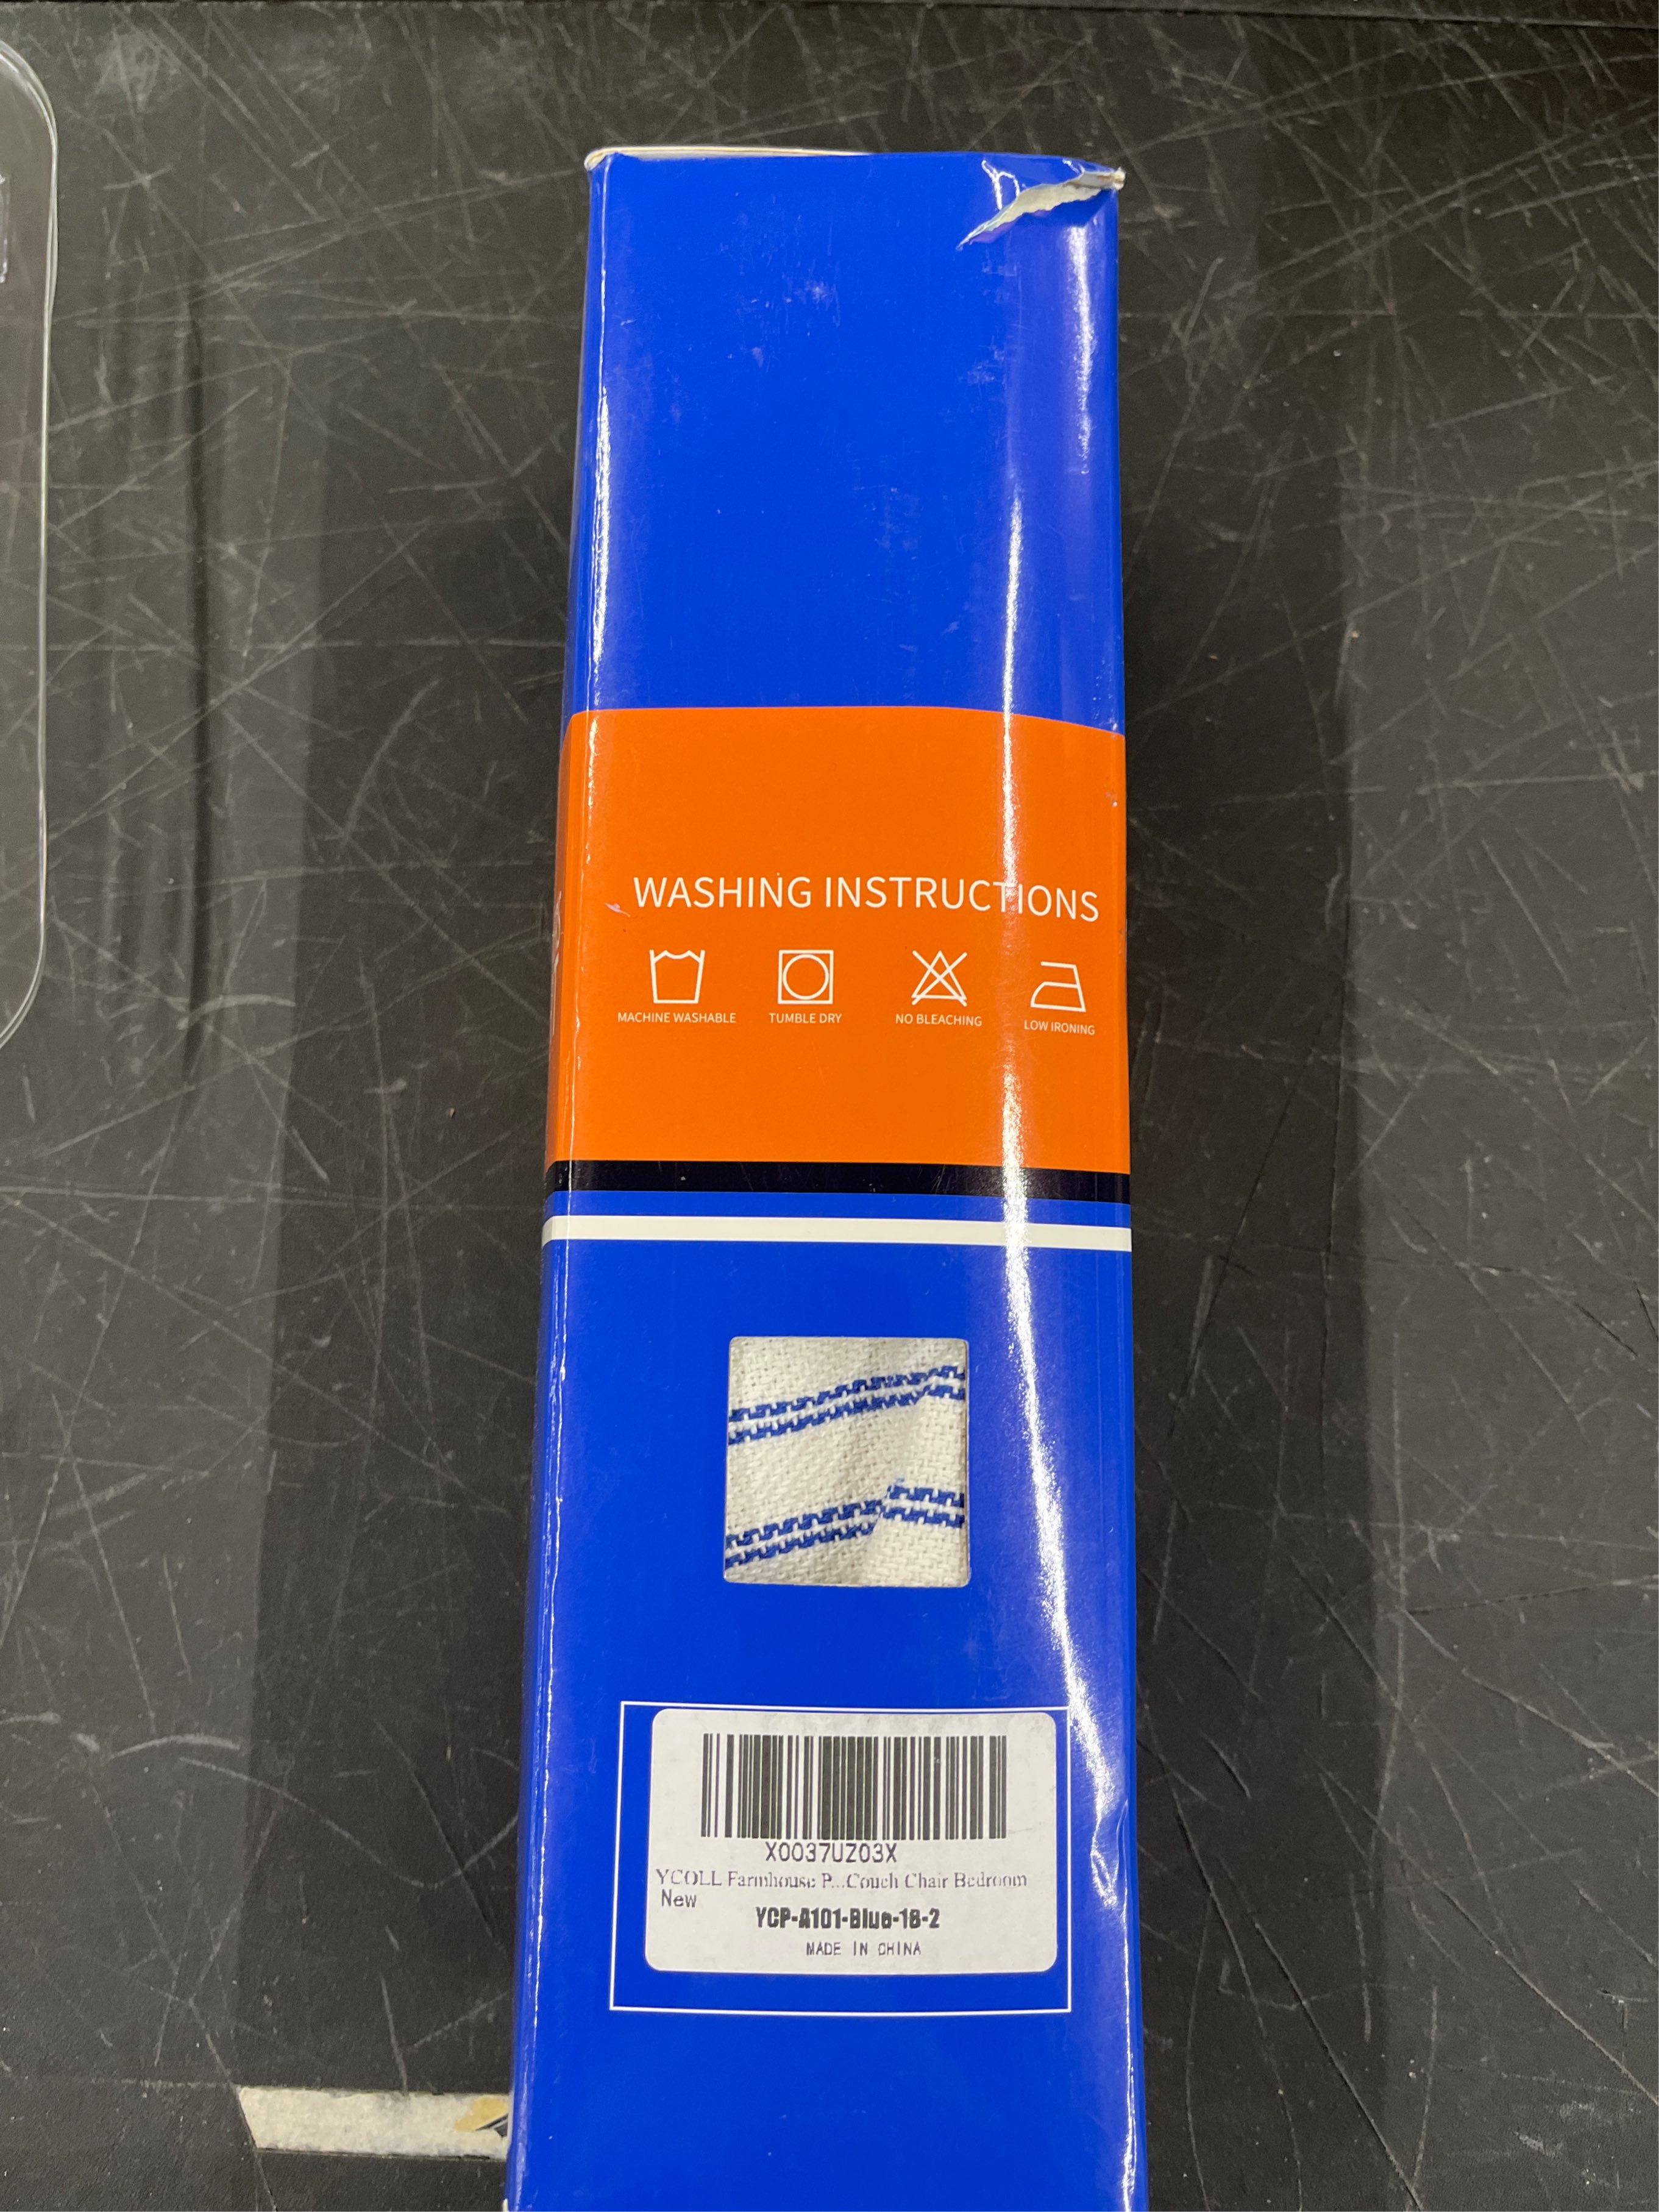 WASHING INSTRUCTIONS
MACHINE WASHABLE TUMBLE DRY NO BLEACHING LOW IRONING
X0037UZ03X
YCOLL Farmhouse P...Couch Chair Bedroom
New
YCP-A101-Blue-18-2
MADE IN CHINA